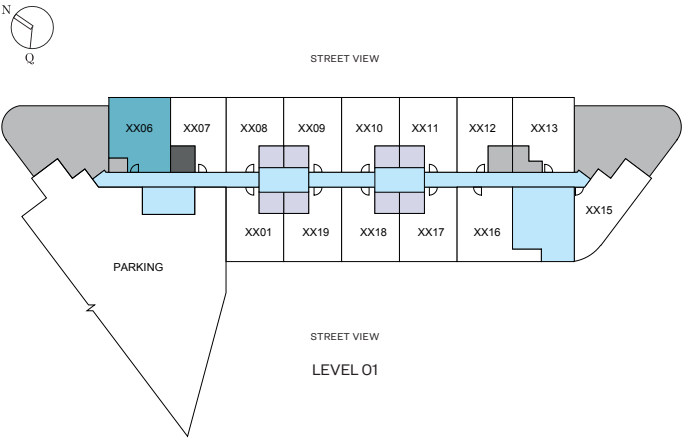 N
Q
STREET VIEW
XX06 XX07 XX08 XX09 XX10 XX11 XX12 XX13
XX15
XX01 XX19 XX18 XX17 XX16
PARKING
STREET VIEW
LEVEL 01